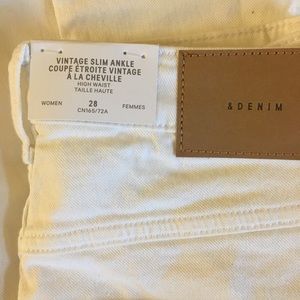 VINTAGE SLIM ANKLE
COUPE ÉTROITE VINTAGE
À LA CHEVILLE
HIGH WAIST
TAILLE HAUTE
WOMEN 28 FEMMES
CN165/72A
&DENIM